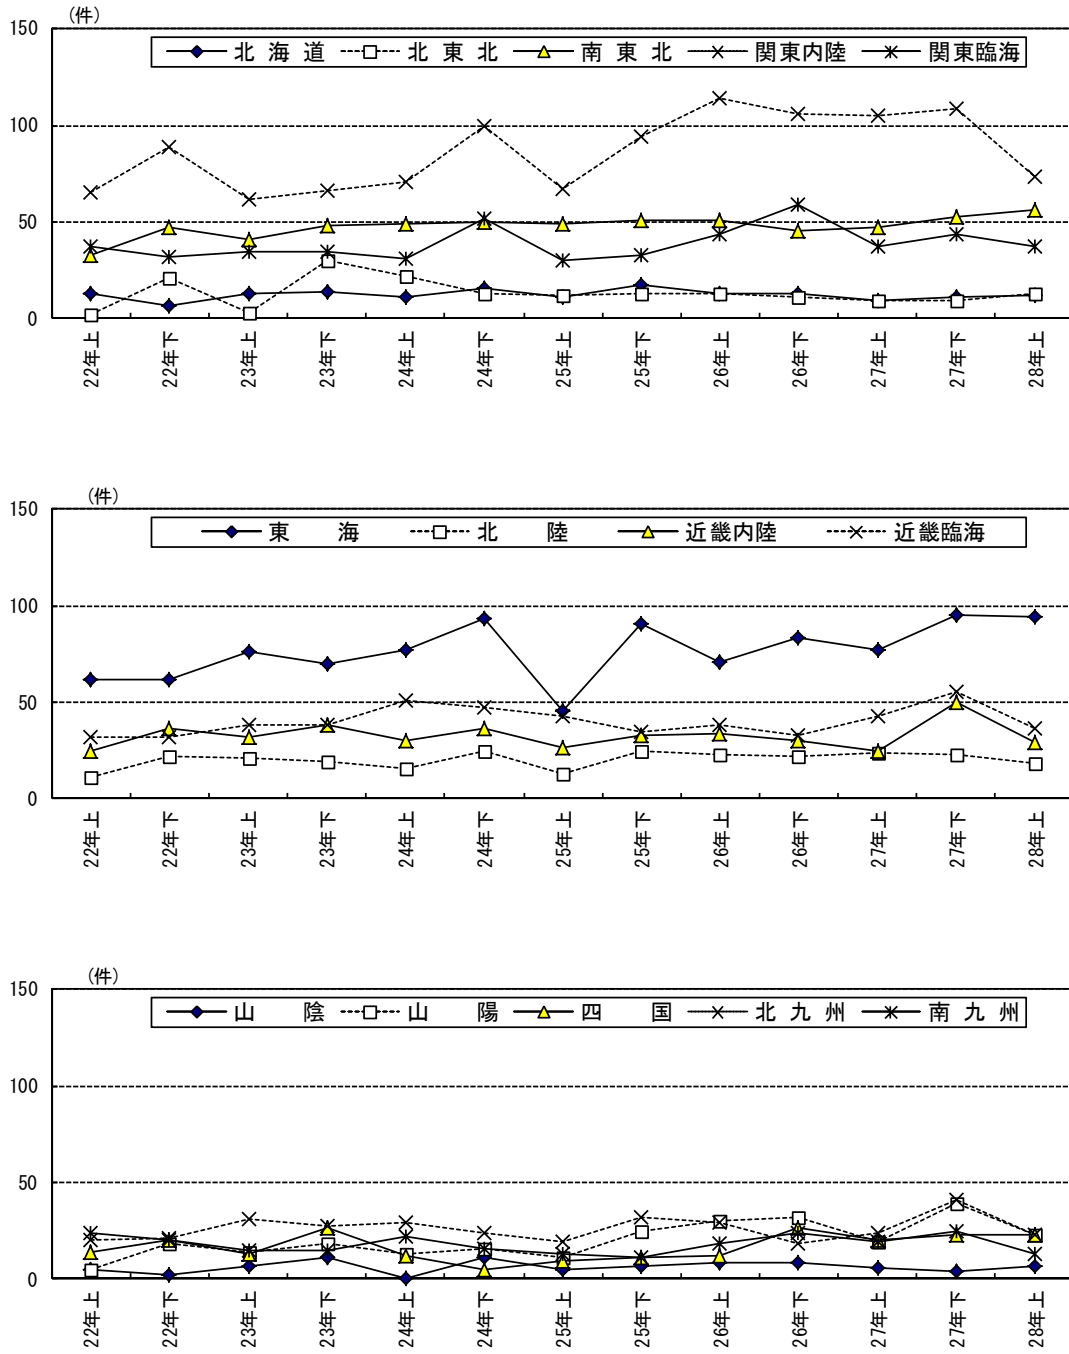 (件)
150
北海道 北東北 南東北 関東内陸 関東臨海
100
50
0
22年上 22年下 23年上 23年下 24年上 24年下 25年上 25年下 26年上 26年下 27年上 27年下 28年上
(件)
150
東海 北陸 近畿内陸 近畿臨海
100
50
0
22年上 22年下 23年上 23年下 24年上 24年下 25年上 25年下 26年上 26年下 27年上 27年下 28年上
(件)
150
山陰 山陽 四国 北九州 南九州
100
50
0
22年上 22年下 23年上 23年下 24年上 24年下 25年上 25年下 26年上 26年下 27年上 27年下 28年上